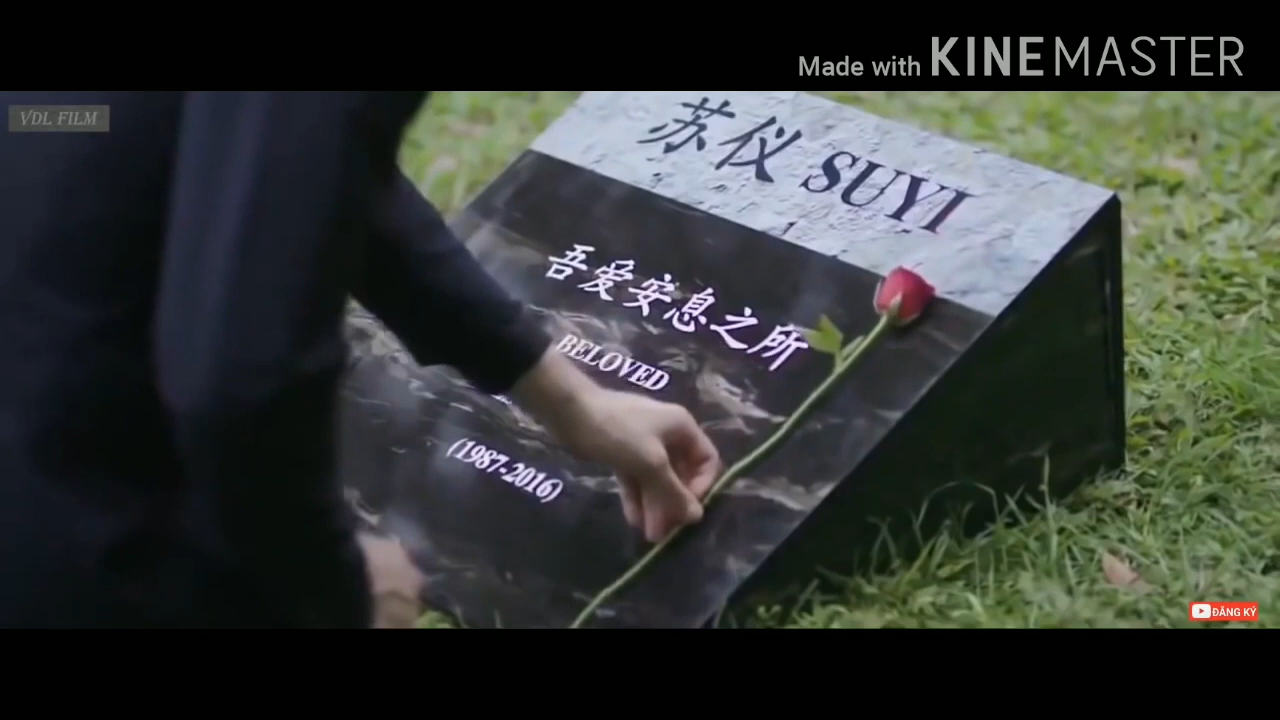 Made with KINEMASTER
VDL FILM
苏仪 SUYI
吾爱安息之所
BELOVED
(1987-2016)
ĐĂNG KÝ